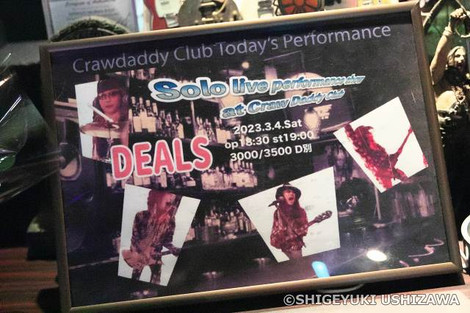 Crawdaddy Club Today's Performance
Solo live performance day
at Craw Daddy club
2023.3.4.Sat
op18:30 st19:00
3000/3500 D別
DEALS
©SHIGEYUKI USHIZAWA